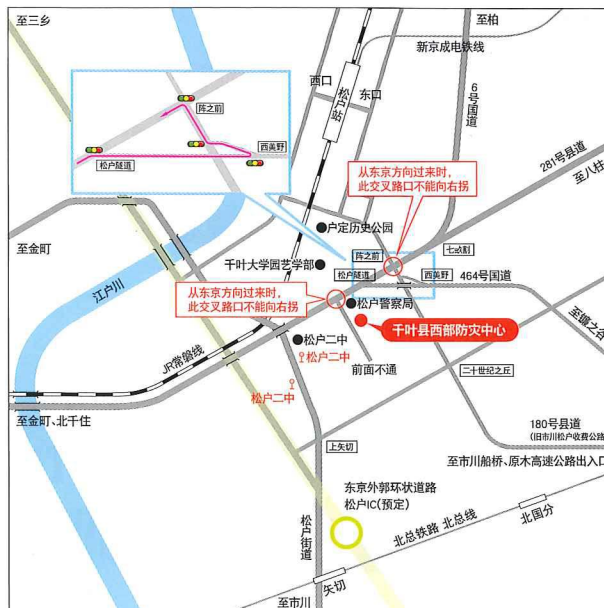 至三乡
至柏
新京成电铁线
6号国道
西口
东口
松户站
阵之前
西美野
松户隧道
281号县道
至八柱
从东京方向过来时，
此交叉路口不能向右拐
户定历史公园
七畝割
阵之前
至金町
千叶大学园艺学部
松户隧道
西美野
464号国道
江户川
从东京方向过来时，
此交叉路口不能向右拐
松户警察局
千叶县西部防灾中心
至镰之谷
松户二中
松户二中
JR常磐线
前面不通
二十世纪之丘
松户二中
至金町、北千住
180号县道
(旧市川松户收费公路)
上矢切
至市川船桥、原木高速公路出入口
东京外郭环状道路
松户IC(预定)
松户街道
北总铁路 北总线
北国分
矢切
至市川